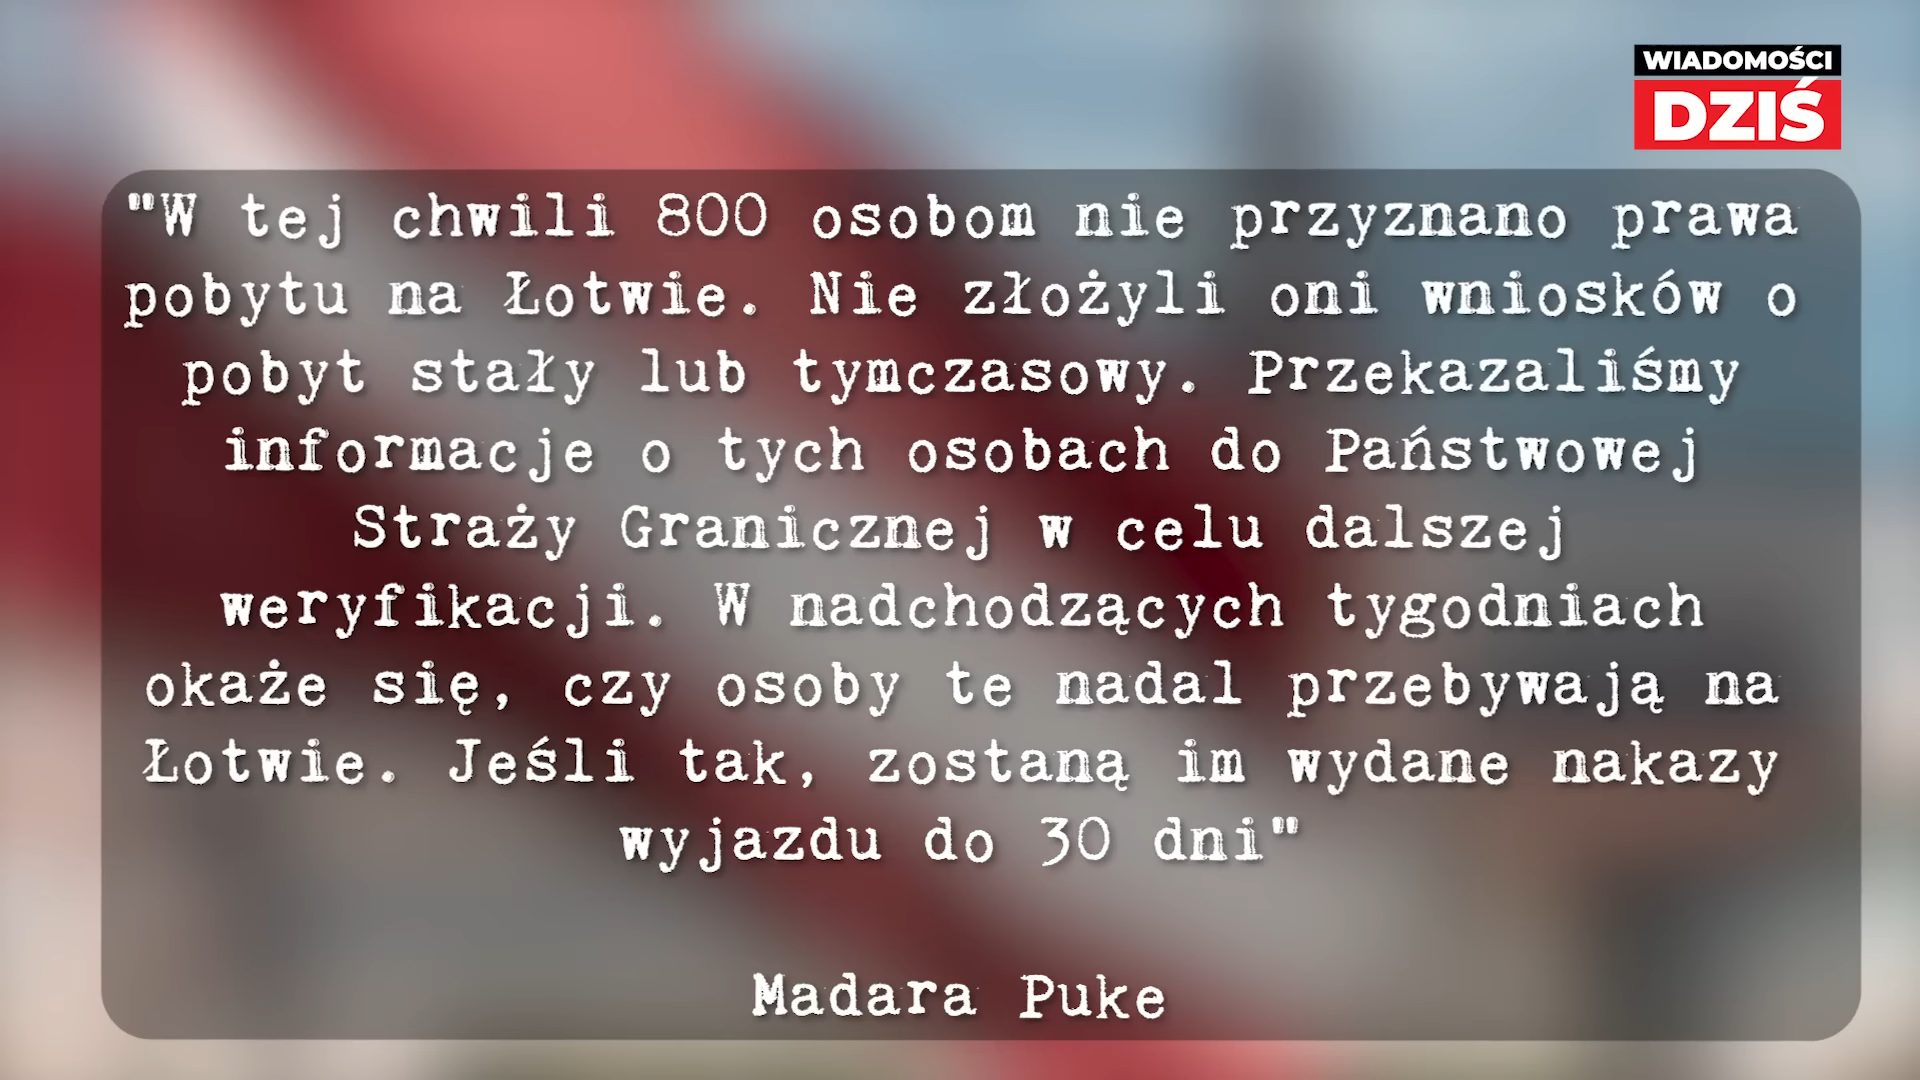 WIADOMOŚCI
DZIŚ
"W tej chwili 800 osobom nie przyznano prawa
pobytu na Łotwie. Nie złożyli oni wniosków o
pobyt stały lub tymczasowy. Przekazaliśmy
informacje o tych osobach do Państwowej
Straży Granicznej w celu dalszej
weryfikacji. W nadchodzących tygodniach
okaże się, czy osoby te nadal przebywają na
Łotwie. Jeśli tak, zostaną im wydane nakazy
wyjazdu do 30 dni"
Madara Puke